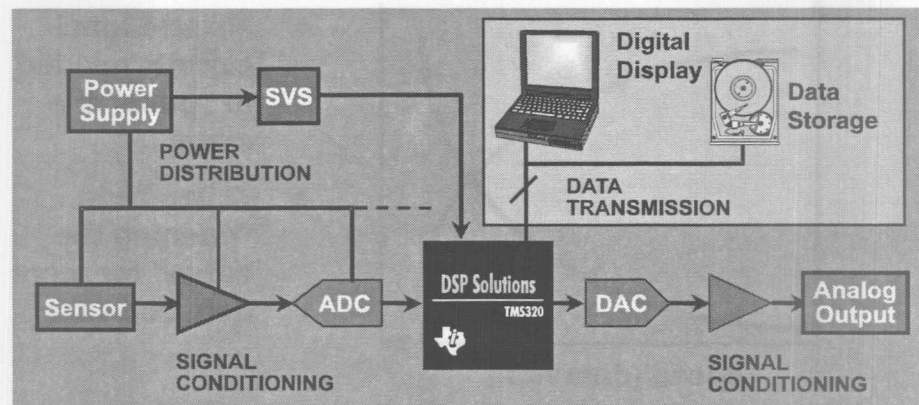 Digital
Display
Data
Storage
Power
Supply
SVS
POWER
DISTRIBUTION
DATA
TRANSMISSION
Sensor
ADC
DSP Solutions
TMS320
DAC
Analog
Output
SIGNAL
CONDITIONING
SIGNAL
CONDITIONING